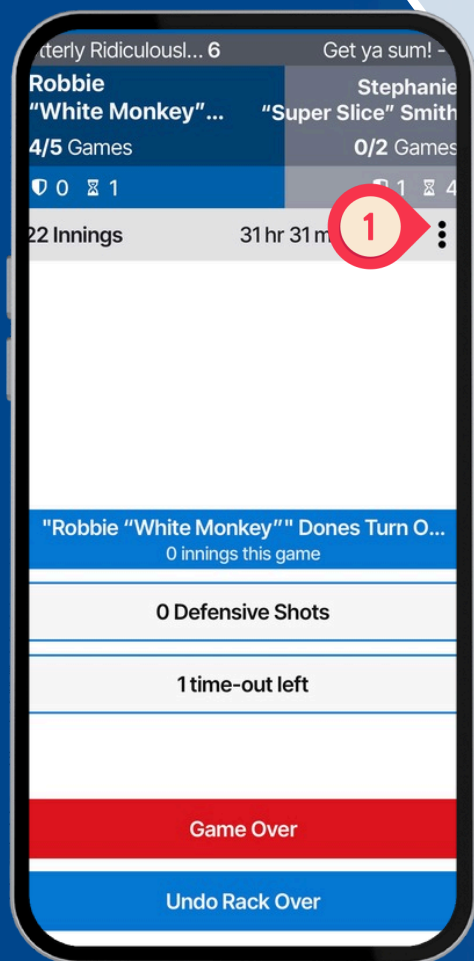 tterly Ridiculousl... 6 Get ya sum! -
Robbie Stephanie
“White Monkey”... “Super Slice” Smith
4/5 Games 0/2 Games
0 1 1 4
22 Innings 31 hr 31 m
1
"Robbie “White Monkey”" Dones Turn O...
0 innings this game
0 Defensive Shots
1 time-out left
Game Over
Undo Rack Over